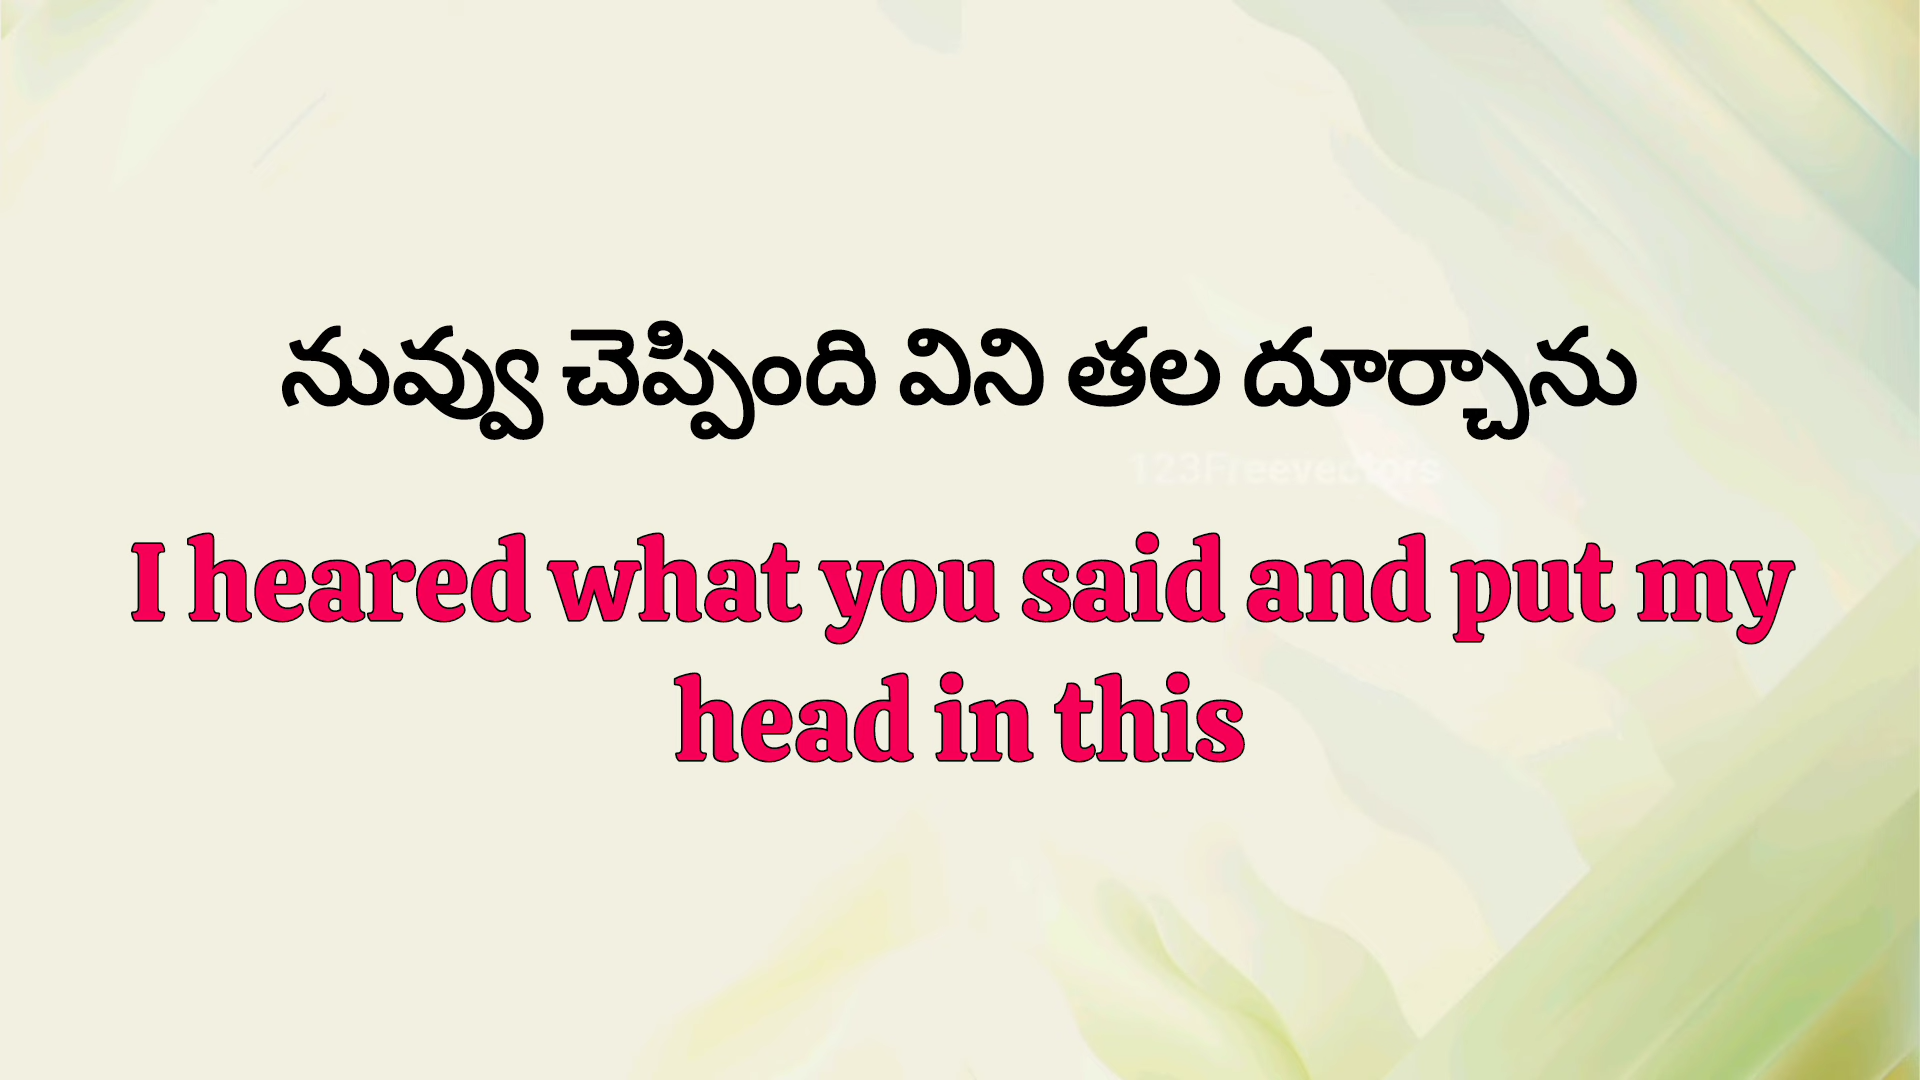 నువ్వు చెప్పింది విని తల దూర్చాను
123Freevectors
I heared what you said and put my
head in this